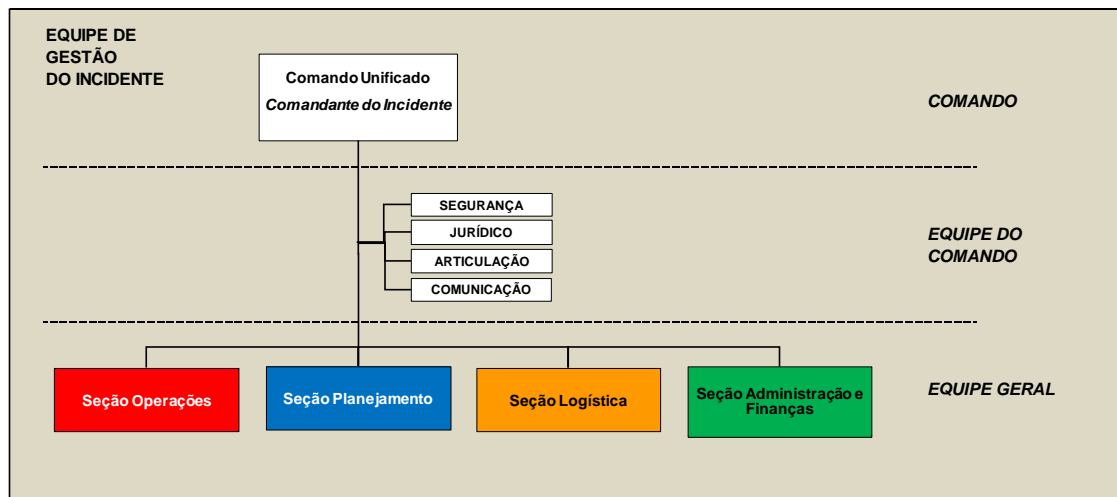 EQUIPE DE
GESTÃO
DO INCIDENTE
Comando Unificado
Comandante do Incidente
COMANDO
SEGURANÇA
JURÍDICO
ARTICULAÇÃO
COMUNICAÇÃO
EQUIPE DO
COMANDO
Seção Operações
Seção Planejamento
Seção Logística
Seção Administração e
Finanças
EQUIPE GERAL